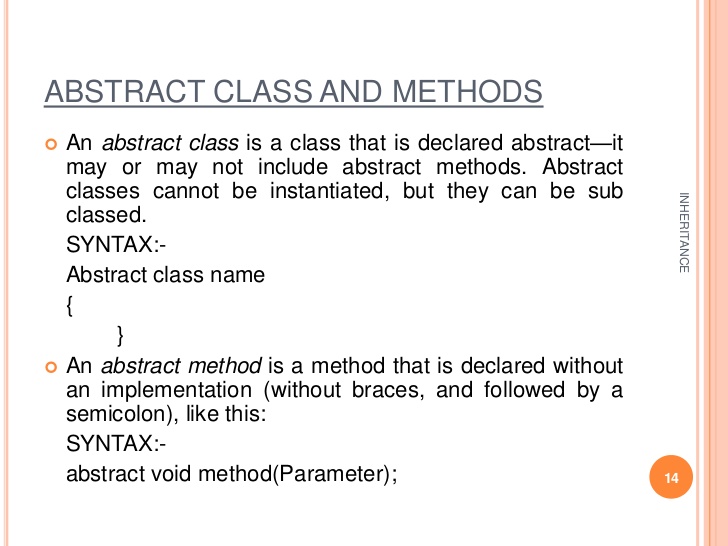 ABSTRACT CLASS AND METHODS
An abstract class is a class that is declared abstract—it
may or may not include abstract methods. Abstract
classes cannot be instantiated, but they can be sub
classed.
SYNTAX:-
Abstract class name
{
}
An abstract method is a method that is declared without
an implementation (without braces, and followed by a
semicolon), like this:
SYNTAX:-
abstract void method(Parameter);
INHERITANCE
14